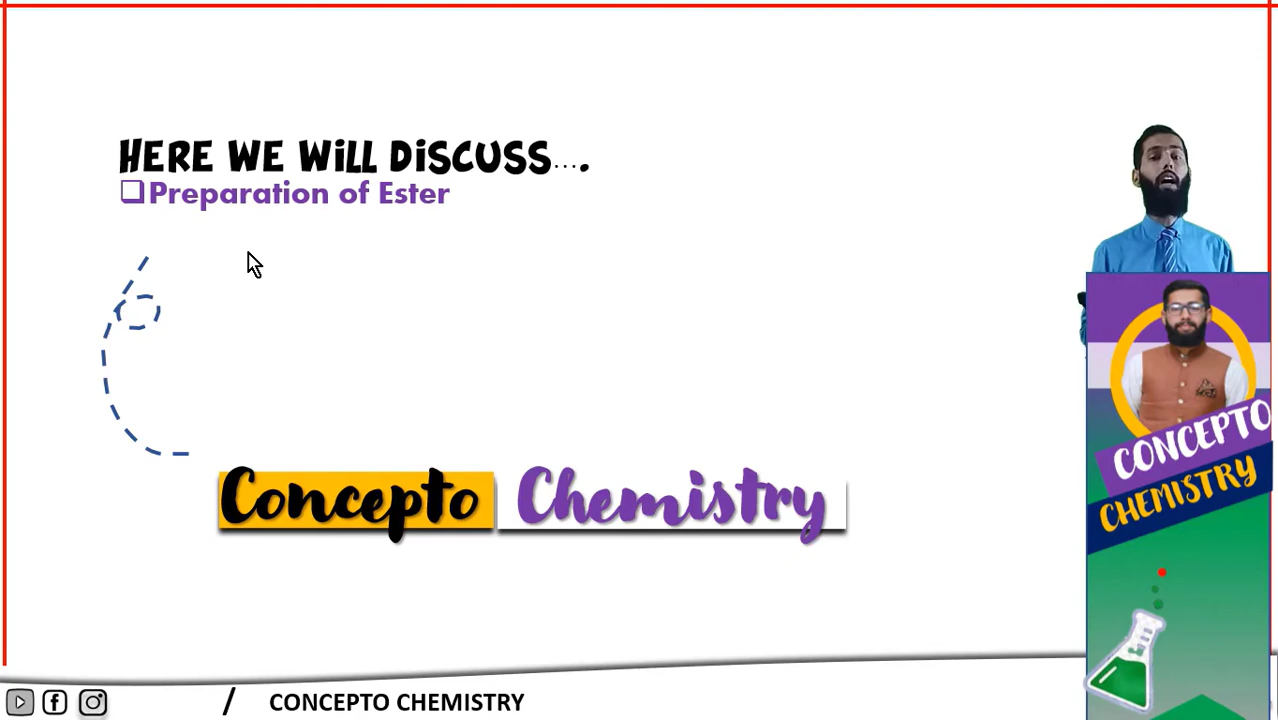 HERE WE WILL DISCUSS....
❑Preparation of Ester
Concepto Chemistry
CONCEPTO
CHEMISTRY
/ CONCEPTO CHEMISTRY